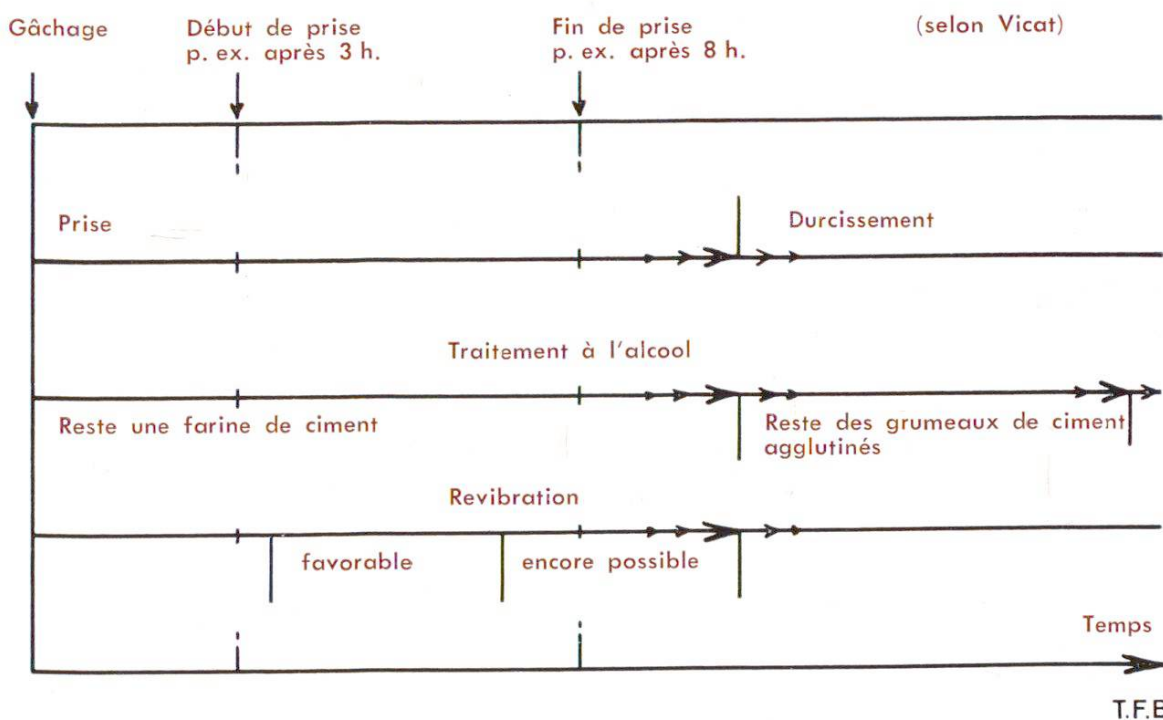 Gâchage
Début de prise
p. ex. après 3 h.
Fin de prise
p. ex. après 8 h.
(selon Vicat)
Prise
Durcissement
Traitement à l'alcool
Reste une farine de ciment
Reste des grumeaux de ciment
agglutinés
Revibration
favorable
encore possible
Temps
T.F.B